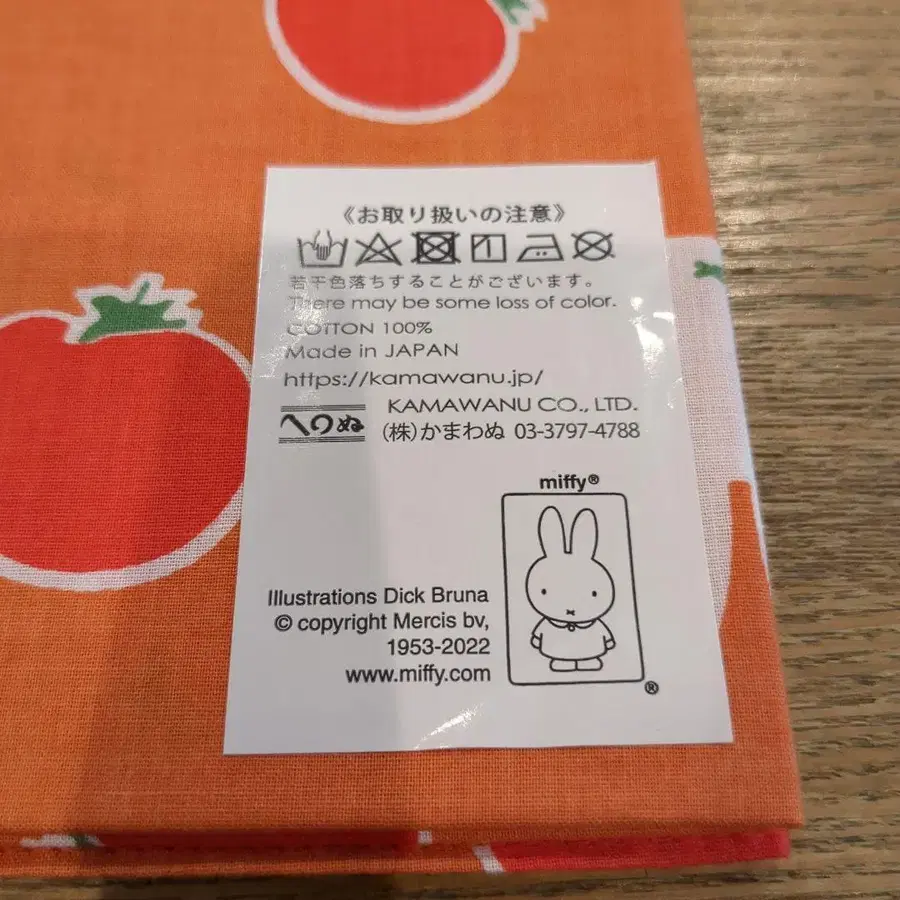 《お取り扱いの注意》
若干色落ちすることがございます。
There may be some loss of color.
COTTON 100%
Made in JAPAN
https://kamawanu.jp/
KAMAWANU CO., LTD.
(株)かまわぬ 03-3797-4788
miffy®
Illustrations Dick Bruna
© copyright Mercis bv,
1953-2022
www.miffy.com
®